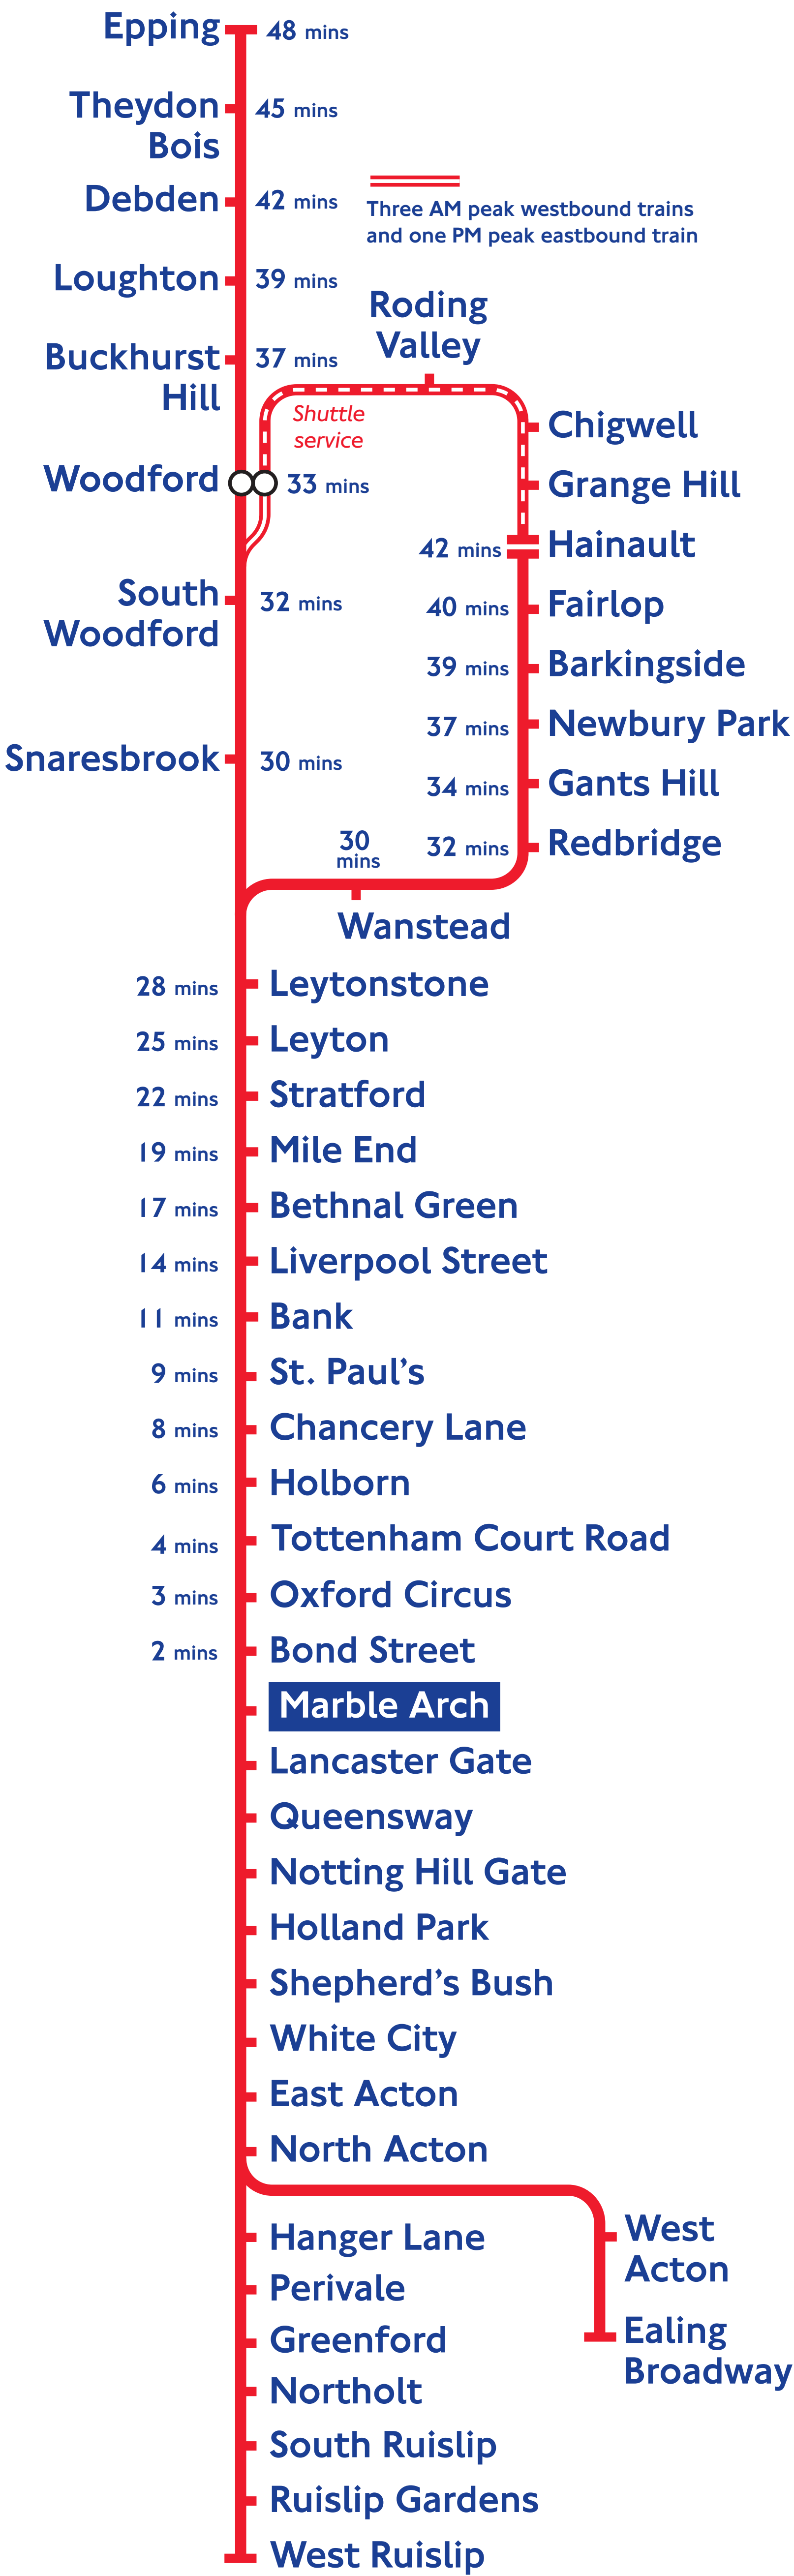 Epping 48 mins
Theydon 45 mins
Bois
Debden 42 mins
Three AM peak westbound trains
and one PM peak eastbound train
Loughton 39 mins
Roding
Valley
Buckhurst 37 mins
Hill
Shuttle
service
Chigwell
Woodford 33 mins
Grange Hill
42 mins Hainault
South 32 mins
Woodford
40 mins Fairlop
39 mins Barkingside
37 mins Newbury Park
Snaresbrook 30 mins
34 mins Gants Hill
32 mins Redbridge
30
mins
Wanstead
28 mins Leytonstone
25 mins Leyton
22 mins Stratford
19 mins Mile End
17 mins Bethnal Green
14 mins Liverpool Street
11 mins Bank
9 mins St. Paul’s
8 mins Chancery Lane
6 mins Holborn
4 mins Tottenham Court Road
3 mins Oxford Circus
2 mins Bond Street
Marble Arch
Lancaster Gate
Queensway
Notting Hill Gate
Holland Park
Shepherd’s Bush
White City
East Acton
North Acton
West
Acton
Hanger Lane
Perivale
Ealing
Broadway
Greenford
Northolt
South Ruislip
Ruislip Gardens
West Ruislip